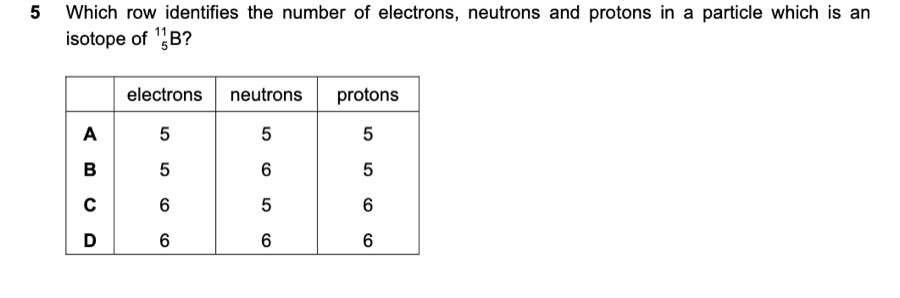 5 Which row identifies the number of electrons, neutrons and protons in a particle which is an
isotope of ¹¹₅B?
electrons neutrons protons
A 5 5 5
B 5 6 5
C 6 5 6
D 6 6 6